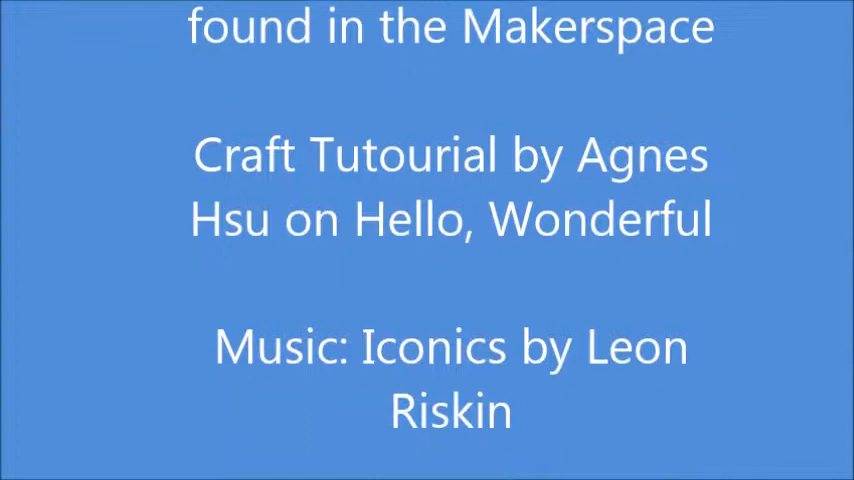 found in the Makerspace
Craft Tutourial by Agnes
Hsu on Hello, Wonderful
Music: Iconics by Leon
Riskin